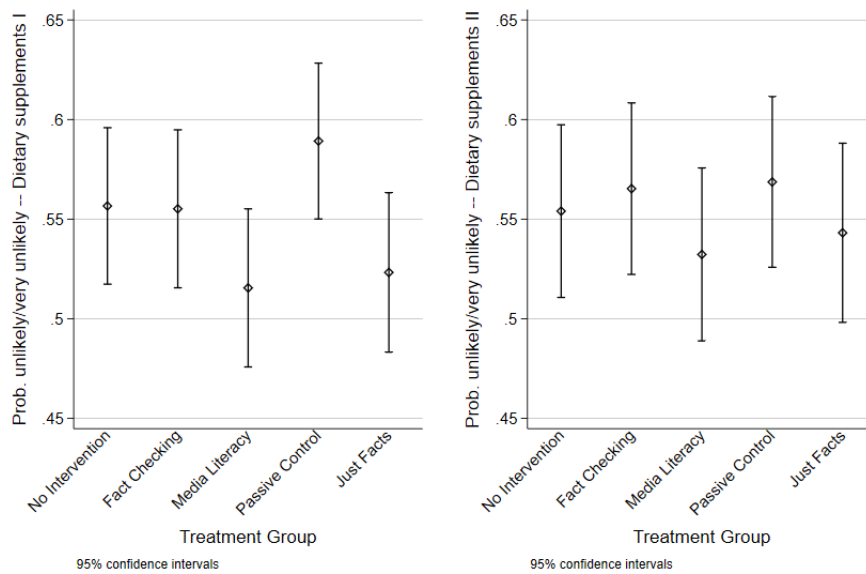 Prob. unlikely/very unlikely -- Dietary supplements I
.65
.6
.55
.5
.45
No Intervention
Fact Checking
Media Literacy
Passive Control
Just Facts
Treatment Group
95% confidence intervals
Prob. unlikely/very unlikely -- Dietary supplements II
.65
.6
.55
.5
.45
No Intervention
Fact Checking
Media Literacy
Passive Control
Just Facts
Treatment Group
95% confidence intervals